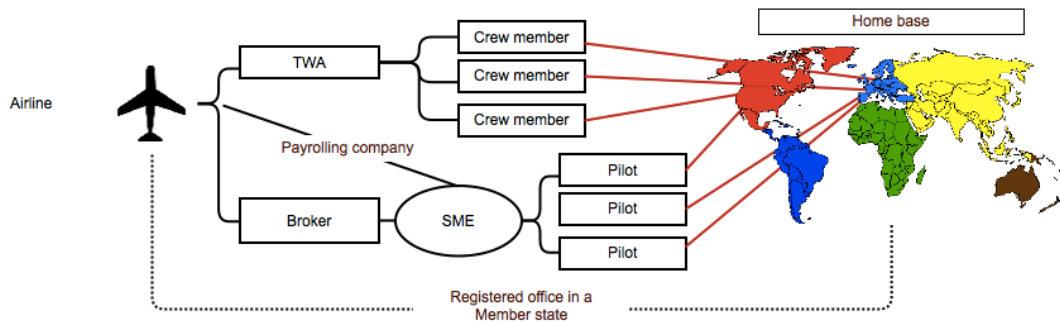 Home base
Crew member
TWA
Crew member
Airline
Crew member
Payrolling company
Pilot
Broker
SME
Pilot
Pilot
Registered office in a
Member state